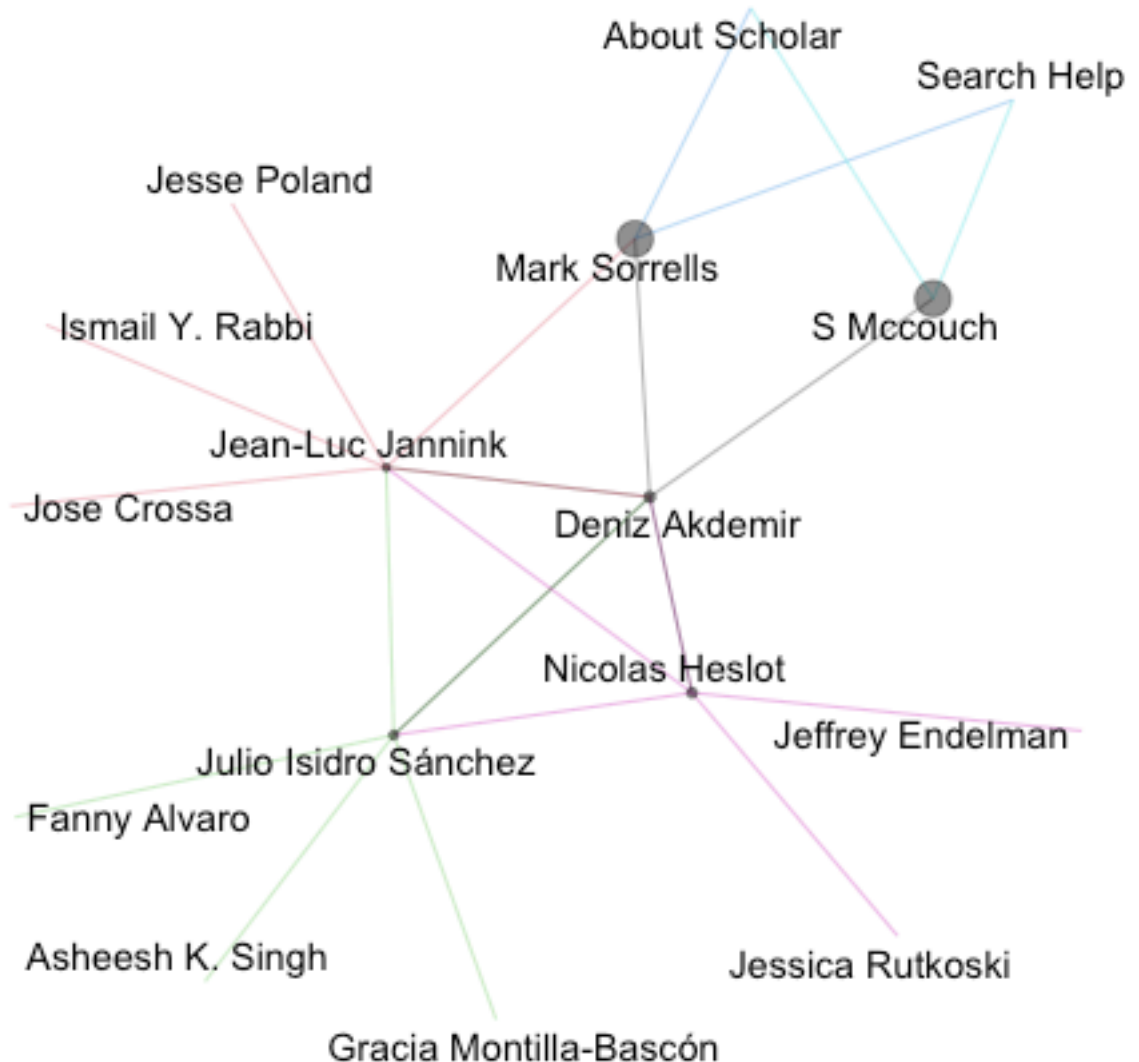 About Scholar
Search Help
Jesse Poland
Mark Sorrells
Ismail Y. Rabbi
S Mccouch
Jean-Luc Jannink
Jose Crossa
Deniz Akdemir
Nicolas Heslot
Jeffrey Endelman
Julio Isidro Sánchez
Fanny Alvaro
Asheesh K. Singh
Jessica Rutkoski
Gracia Montilla-Bascón